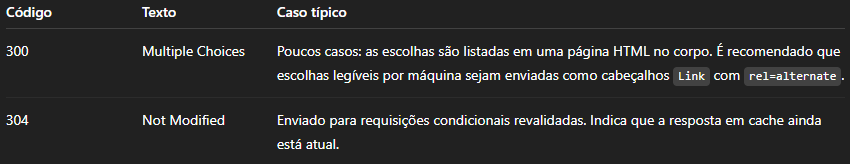 Código Texto Caso típico
300 Multiple Choices Poucos casos: as escolhas são listadas em uma página HTML no corpo. É recomendado que
escolhas legíveis por máquina sejam enviadas como cabeçalhos Link com rel=alternate.
304 Not Modified Enviado para requisições condicionais revalidadas. Indica que a resposta em cache ainda
está atual.